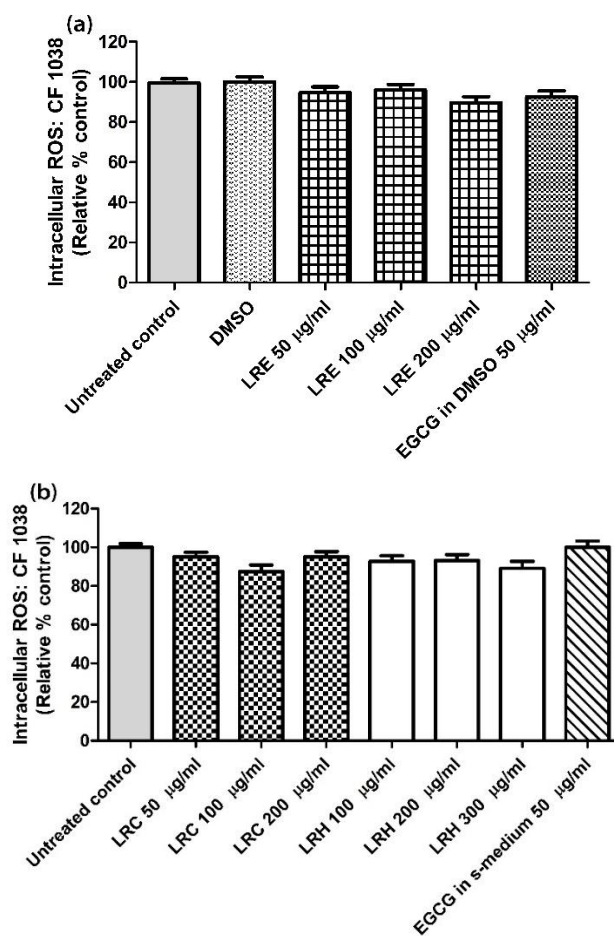 (a)
Intracellular ROS: CF 1038
(Relative % control)
120
100
80
60
40
20
0
Untreated control
DMSO
LRE 50 µg/ml
LRE 100 µg/ml
LRE 200 µg/ml
EGCG in DMSO 50 µg/ml
(b)
Intracellular ROS: CF 1038
(Relative % control)
120
100
80
60
40
20
0
Untreated control
LRC 50 µg/ml
LRC 100 µg/ml
LRC 200 µg/ml
LRH 100 µg/ml
LRH 200 µg/ml
LRH 300 µg/ml
EGCG in s-medium 50 µg/ml